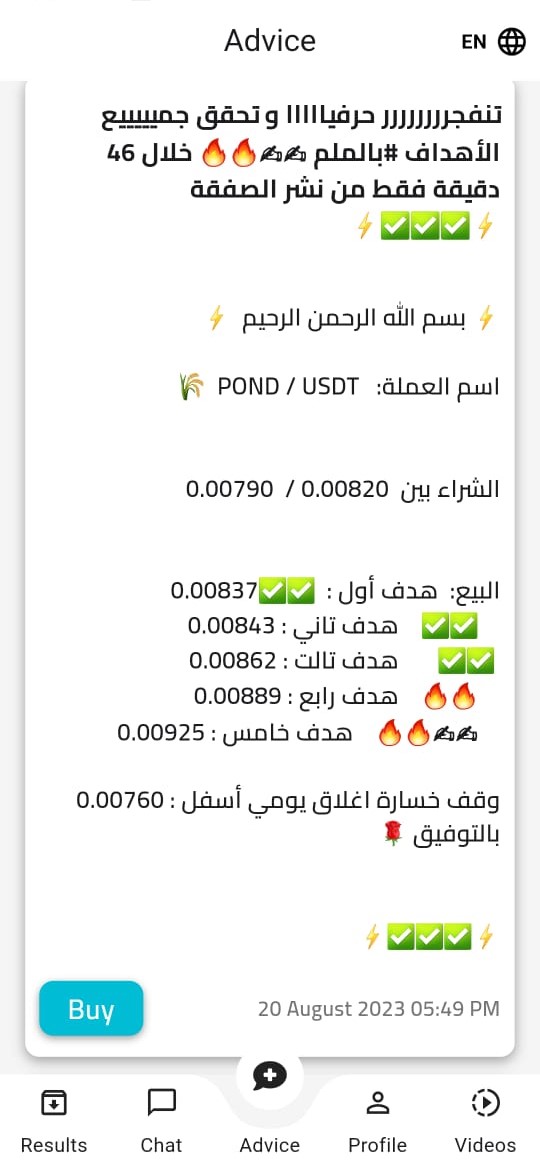 Advice
EN
تنفجرررررررر حرفياااااا و تحقق جميييييع
الأهداف #بالملم ✍️✍️🔥🔥 خلال 46
دقيقة فقط من نشر الصفقة
⚡✅✅✅⚡
⚡ بسم الله الرحمن الرحيم ⚡
اسم العملة: POND / USDT 🌾
الشراء بين 0.00820 / 0.00790
البيع: هدف أول : ✅✅0.00837
✅✅ هدف تاني : 0.00843
✅✅ هدف تالت : 0.00862
🔥🔥 هدف رابع : 0.00889
✍️✍️🔥🔥 هدف خامس : 0.00925
وقف خسارة اغلاق يومي أسفل : 0.00760
بالتوفيق 🌹
⚡✅✅✅⚡
Buy
20 August 2023 05:49 PM
Results
Chat
Advice
Profile
Videos